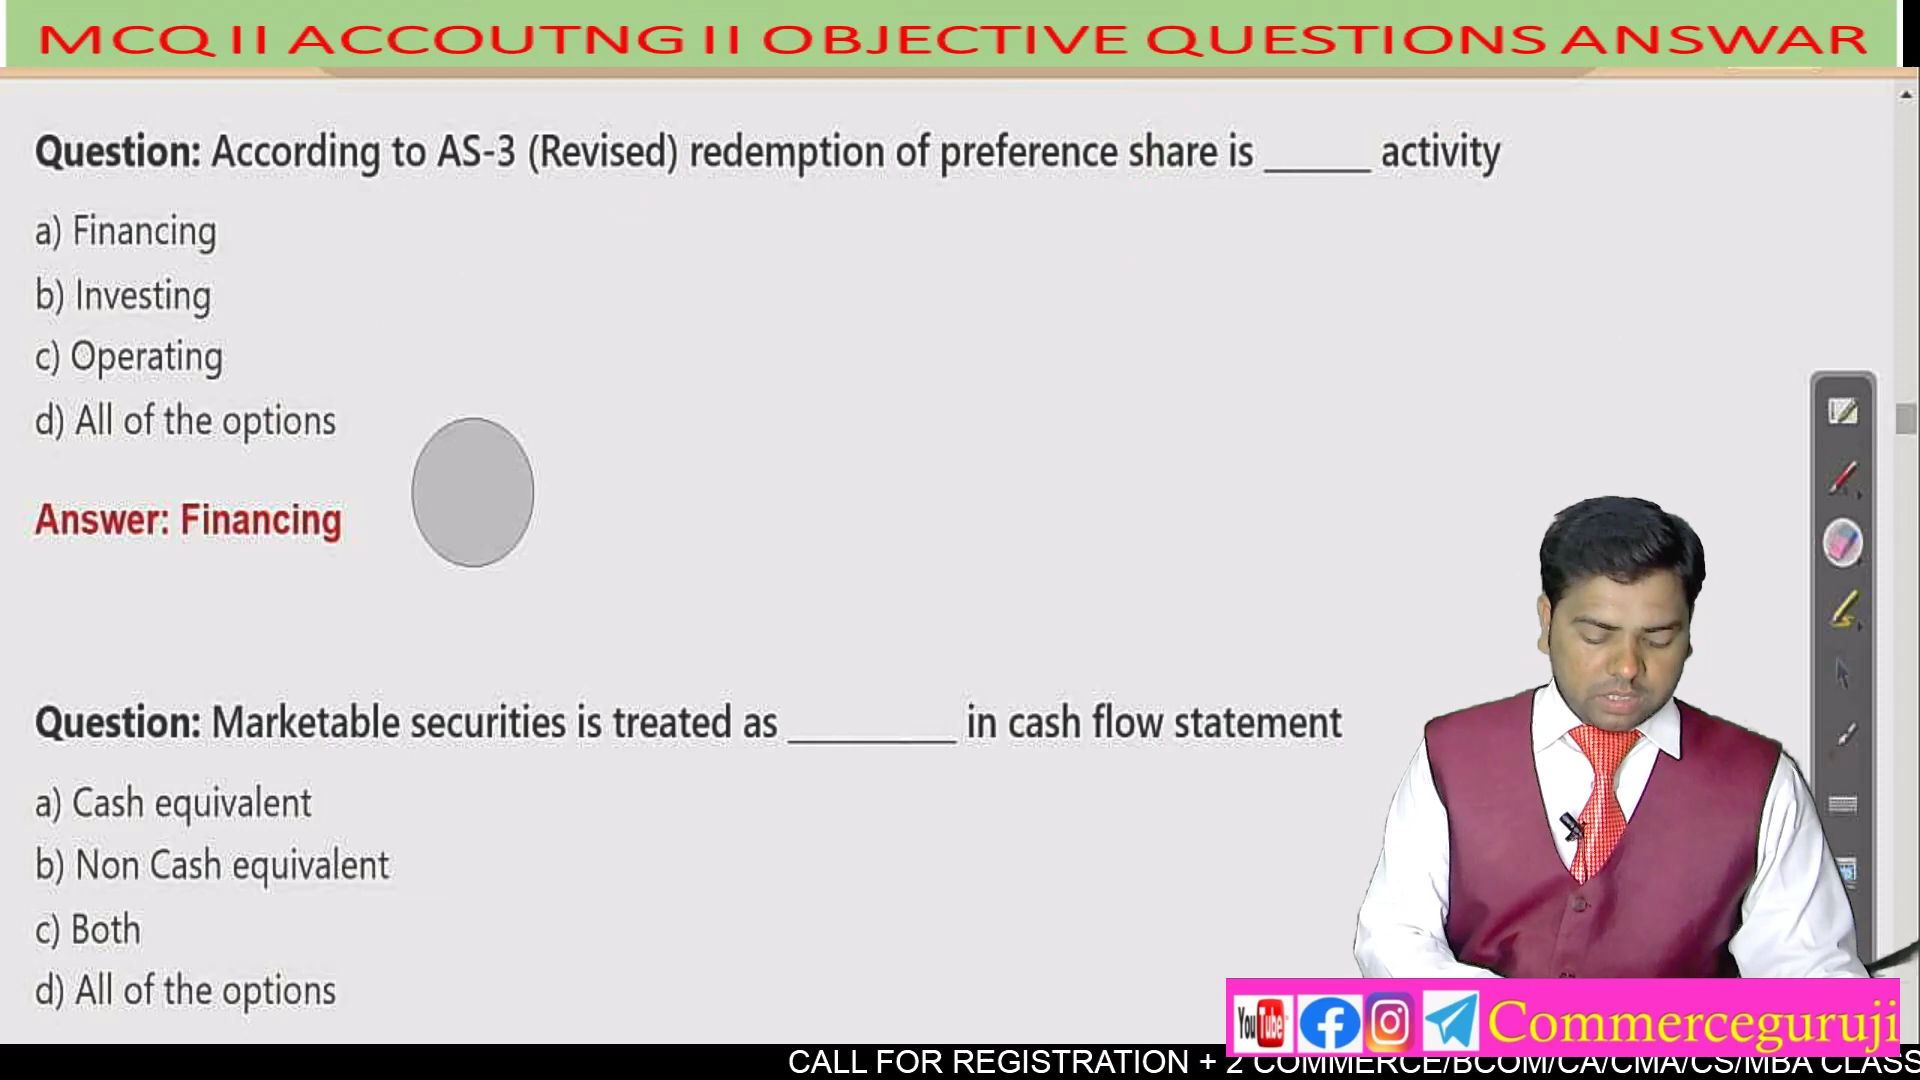 MCQ II ACCOUTNG II OBJECTIVE QUESTIONS ANSWAR
Question: According to AS-3 (Revised) redemption of preference share is ______ activity
a) Financing
b) Investing
c) Operating
d) All of the options
Answer: Financing
Question: Marketable securities is treated as _________ in cash flow statement
a) Cash equivalent
b) Non Cash equivalent
c) Both
d) All of the options
YouTube Commerceguruji
CALL FOR REGISTRATION + 2 COMMERCE/BCOM/CA/CMA/CS/MBA CLASS